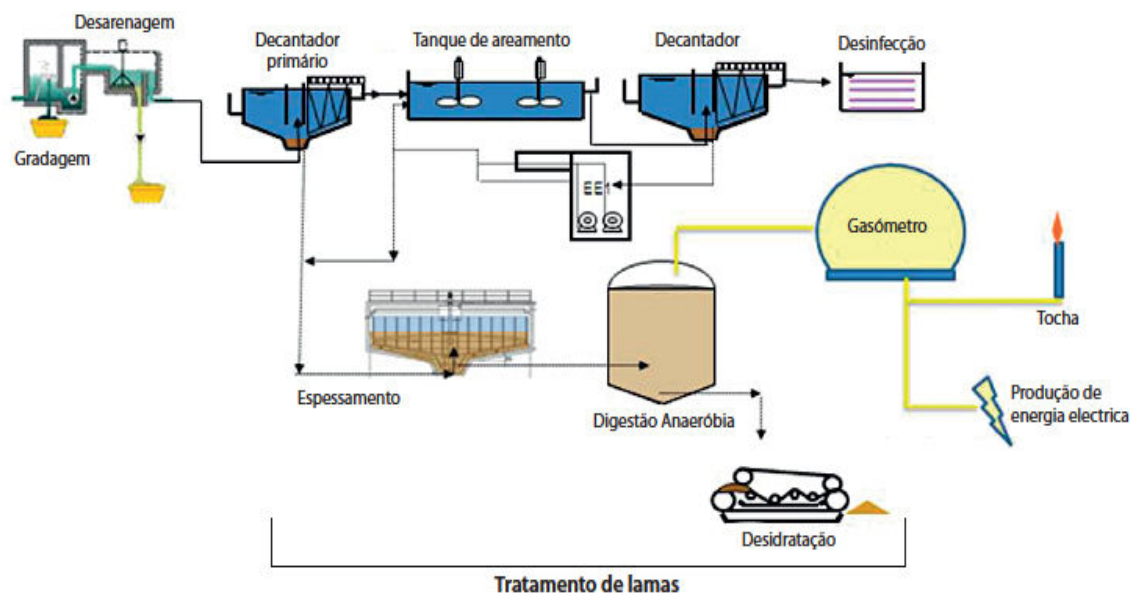 Desarenagem
Gradagem
Decantador
primário
Tanque de areamento
Decantador
Desinfecção
Gasómetro
Tocha
Produção de
energia electrica
Espessamento
Digestão Anaeróbia
Desidratação
Tratamento de lamas